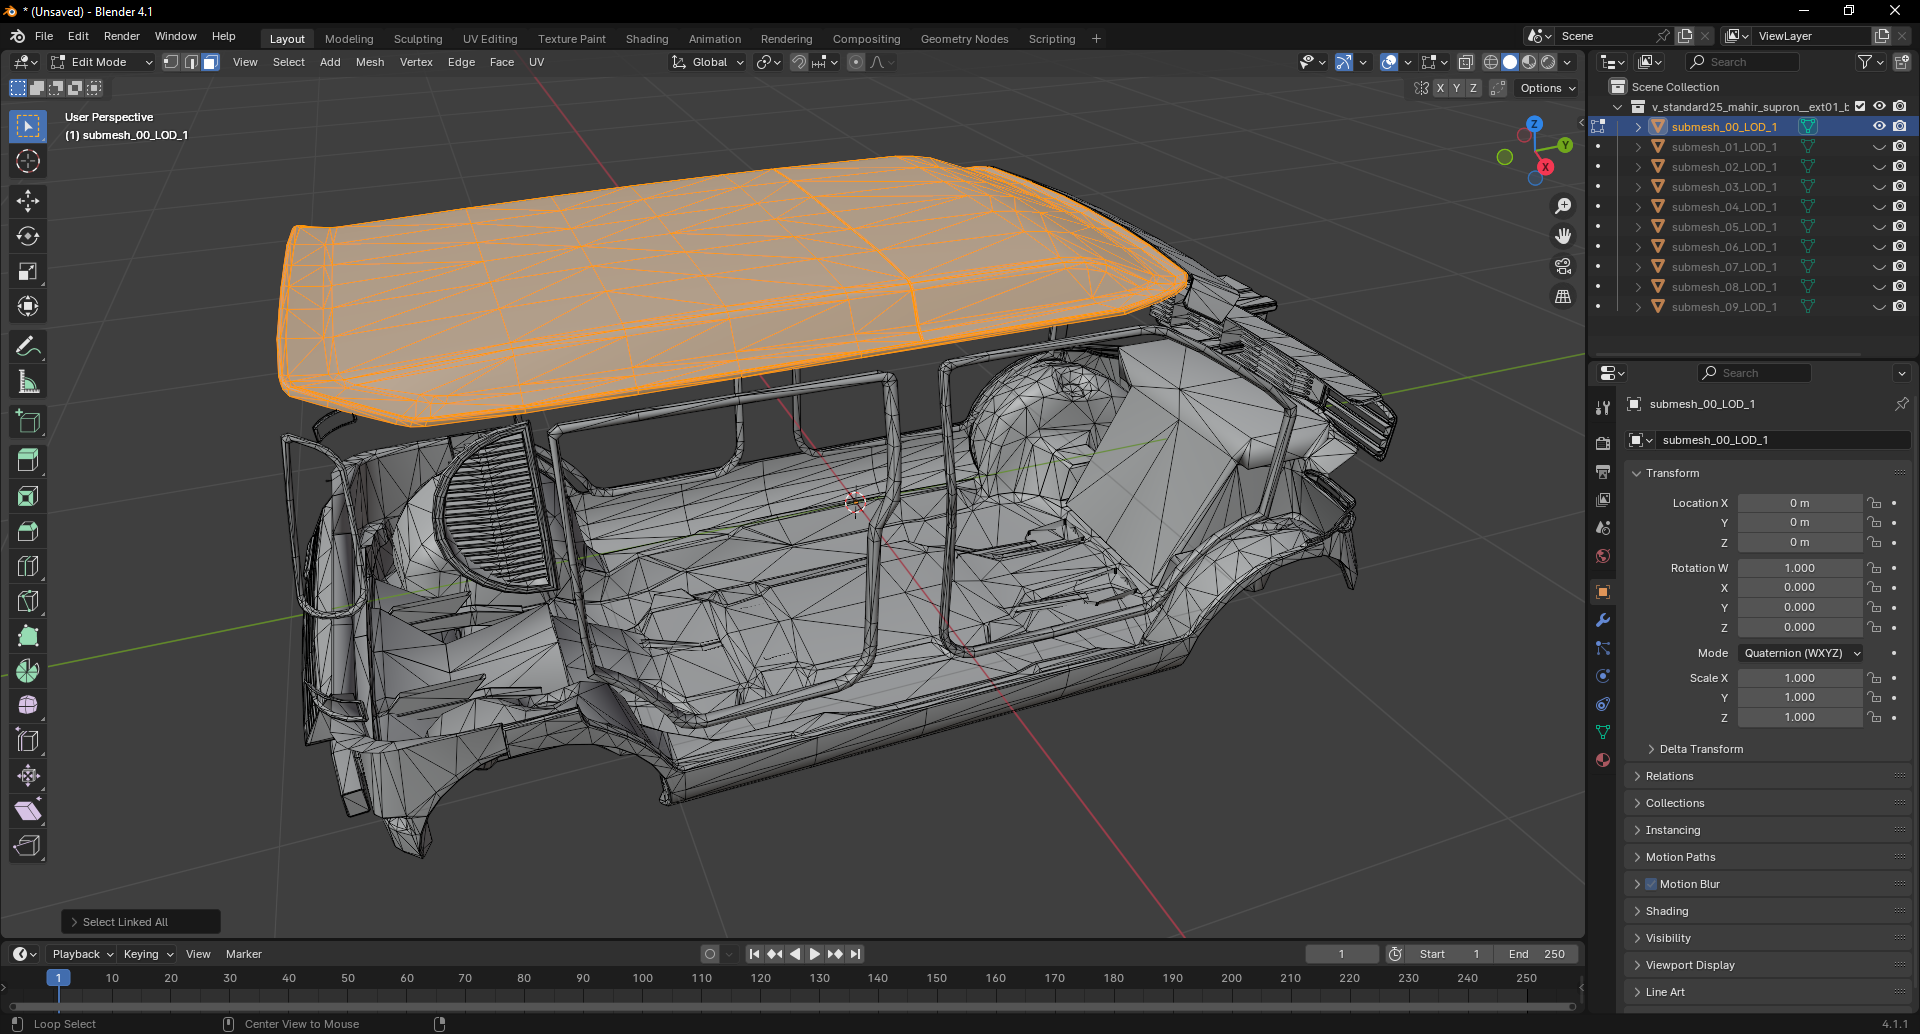 * (Unsaved) - Blender 4.1
File Edit Render Window Help
Layout Modeling Sculpting UV Editing Texture Paint Shading Animation Rendering Compositing Geometry Nodes Scripting +
Scene
ViewLayer
Edit Mode
View Select Add Mesh Vertex Edge Face UV
Global
Search
X Y Z
Options
User Perspective
(1) submesh_00_LOD_1
Z
Y
X
Scene Collection
v_standard25_mahir_supron__ext01_
submesh_00_LOD_1
submesh_01_LOD_1
submesh_02_LOD_1
submesh_03_LOD_1
submesh_04_LOD_1
submesh_05_LOD_1
submesh_06_LOD_1
submesh_07_LOD_1
submesh_08_LOD_1
submesh_09_LOD_1
Search
submesh_00_LOD_1
submesh_00_LOD_1
Transform
Location X 0 m
Y 0 m
Z 0 m
Rotation W 1.000
X 0.000
Y 0.000
Z 0.000
Mode Quaternion (WXYZ)
Scale X 1.000
Y 1.000
Z 1.000
Delta Transform
Relations
Collections
Instancing
Motion Paths
Motion Blur
Shading
Visibility
Viewport Display
Line Art
Select Linked All
Playback Keying View Marker
1
Start 1
End 250
1 10 20 30 40 50 60 70 80 90 100 110 120 130 140 150 160 170 180 190 200 210 220 230 240 250
Loop Select
Center View to Mouse
4.1.1